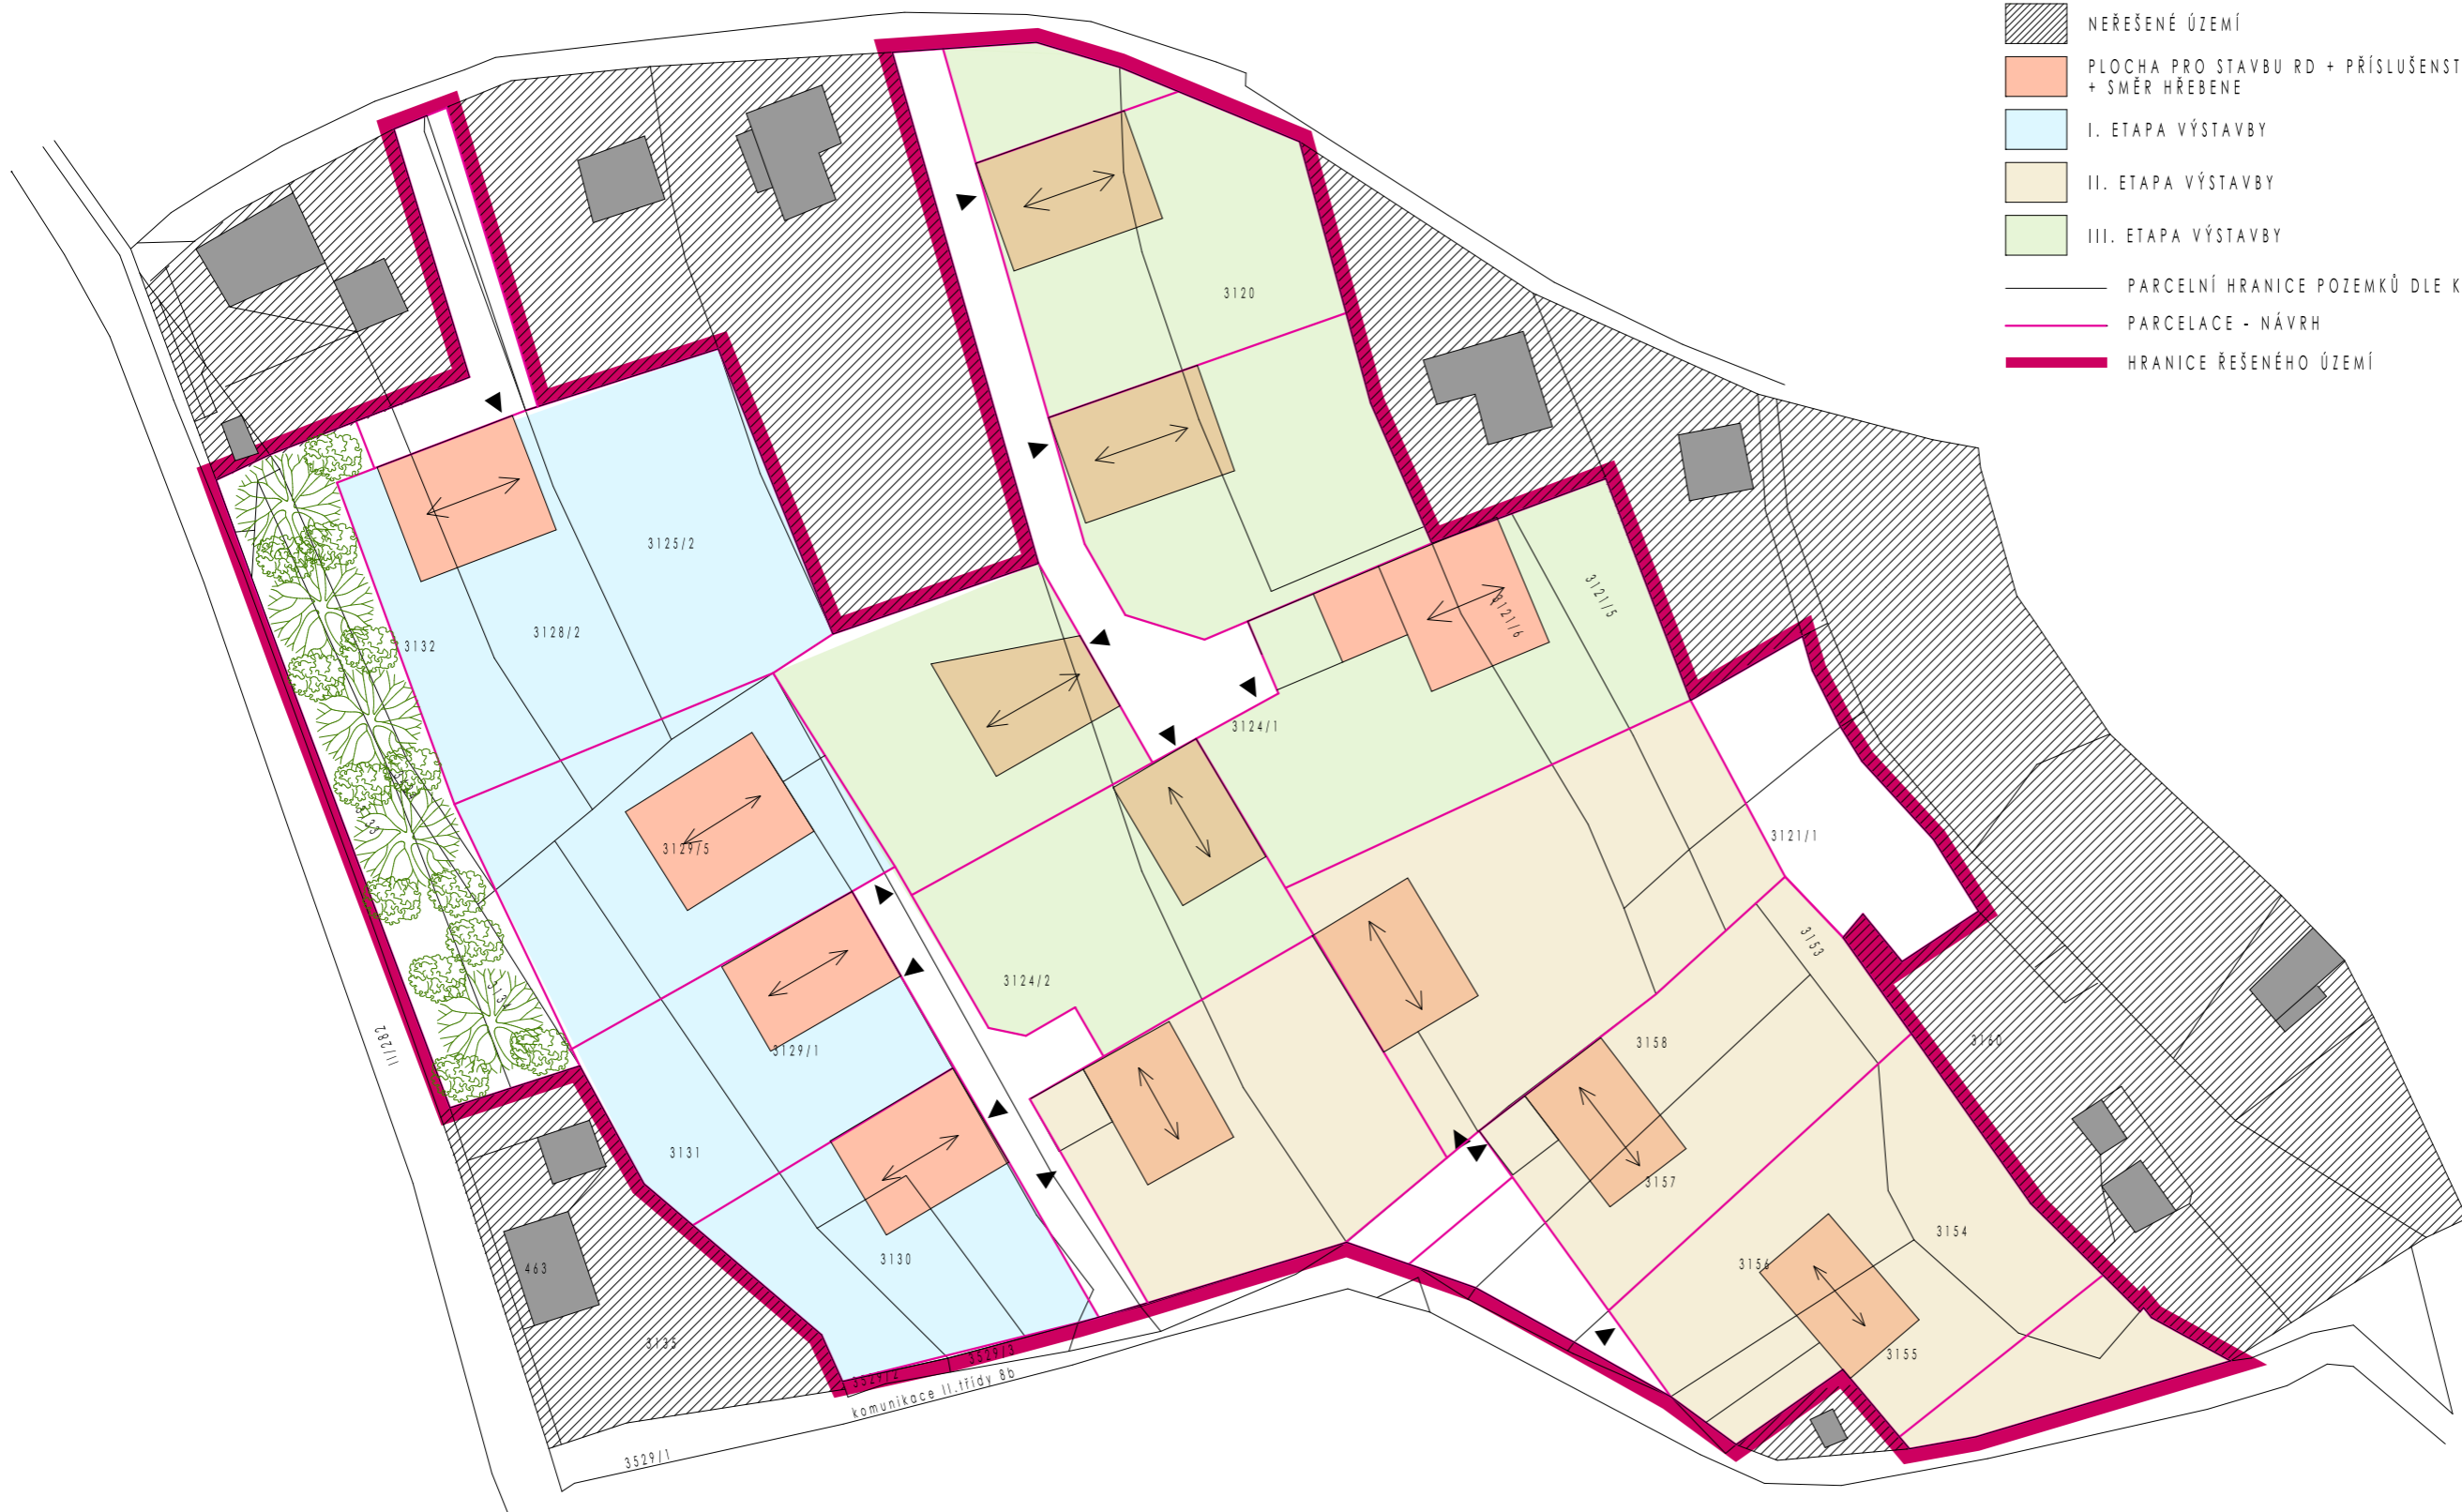 NEŘEŠENÉ ÚZEMÍ
PLOCHA PRO STAVBU RD + PŘÍSLUŠENST
+ SMĚR HŘEBENE
I. ETAPA VÝSTAVBY
II. ETAPA VÝSTAVBY
III. ETAPA VÝSTAVBY
PARCELNÍ HRANICE POZEMKŮ DLE K
PARCELACE - NÁVRH
HRANICE ŘEŠENÉHO ÚZEMÍ
3120
3125/2
3128/2
3132
3121/5
3121/6
3124/1
3121/1
3129/5
3153
3124/2
II/282
3129/1
3158
3160
3131
3157
3154
3130
3156
463
3135
3155
3529/3
3529/2
komunikace II.třídy 8b
3529/1